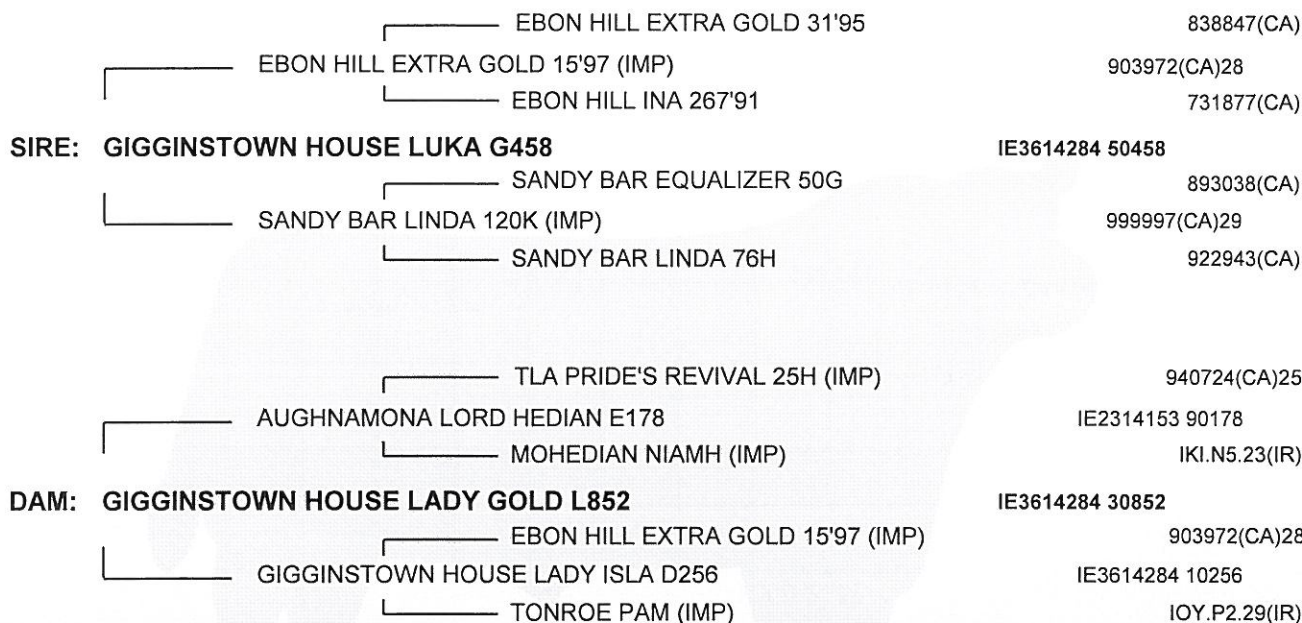 EBON HILL EXTRA GOLD 31'95 838847(CA)
EBON HILL EXTRA GOLD 15'97 (IMP) 903972(CA)28
EBON HILL INA 267'91 731877(CA)
SIRE: GIGGINSTOWN HOUSE LUKA G458 IE3614284 50458
SANDY BAR EQUALIZER 50G 893038(CA)
SANDY BAR LINDA 120K (IMP) 999997(CA)29
SANDY BAR LINDA 76H 922943(CA)
TLA PRIDE'S REVIVAL 25H (IMP) 940724(CA)25
AUGHNAMONA LORD HEDIAN E178 IE2314153 90178
MOHEDIAN NIAMH (IMP) IKI.N5.23(IR)
DAM: GIGGINSTOWN HOUSE LADY GOLD L852 IE3614284 30852
EBON HILL EXTRA GOLD 15'97 (IMP) 903972(CA)28
GIGGINSTOWN HOUSE LADY ISLA D256 IE3614284 10256
TONROE PAM (IMP) IOY.P2.29(IR)